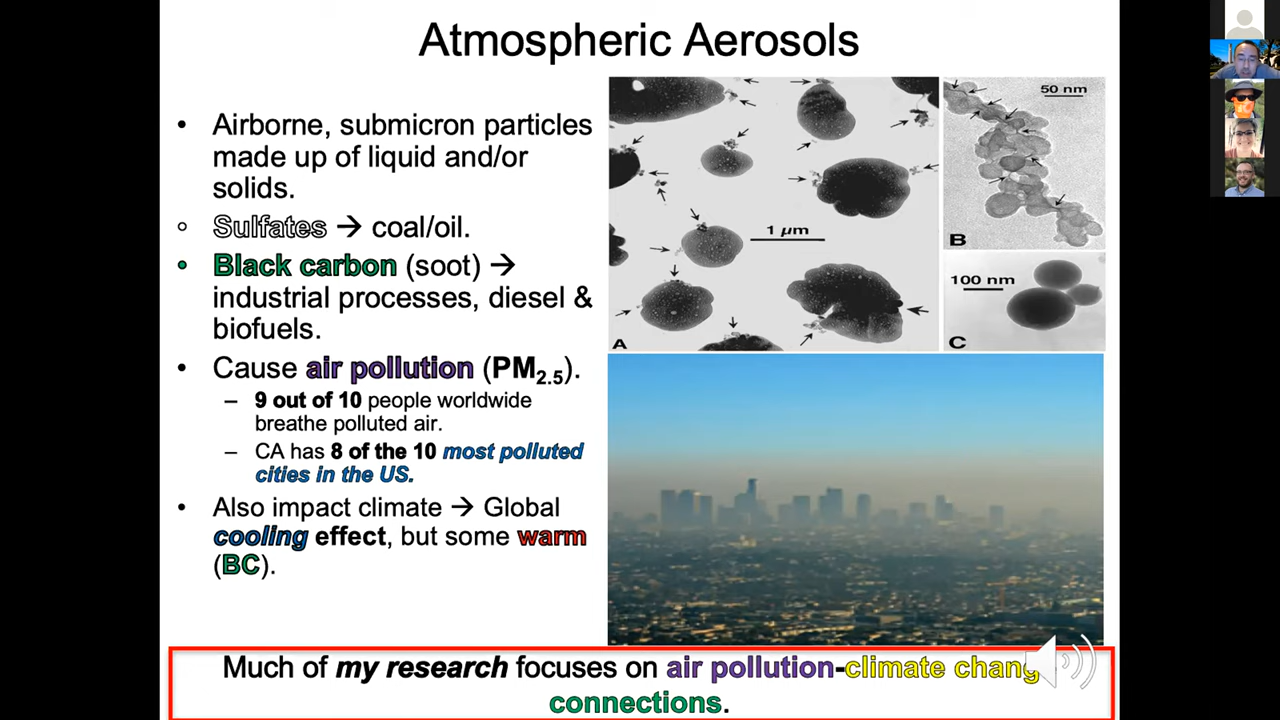 Atmospheric Aerosols
• Airborne, submicron particles
made up of liquid and/or
solids.
○ Sulfates → coal/oil.
• Black carbon (soot) →
industrial processes, diesel &
biofuels.
• Cause air pollution (PM2.5).
– 9 out of 10 people worldwide
breathe polluted air.
– CA has 8 of the 10 most polluted
cities in the US.
• Also impact climate → Global
cooling effect, but some warm
(BC).
1 µm
A
50 nm
B
100 nm
C
Much of my research focuses on air pollution-climate chang
connections.